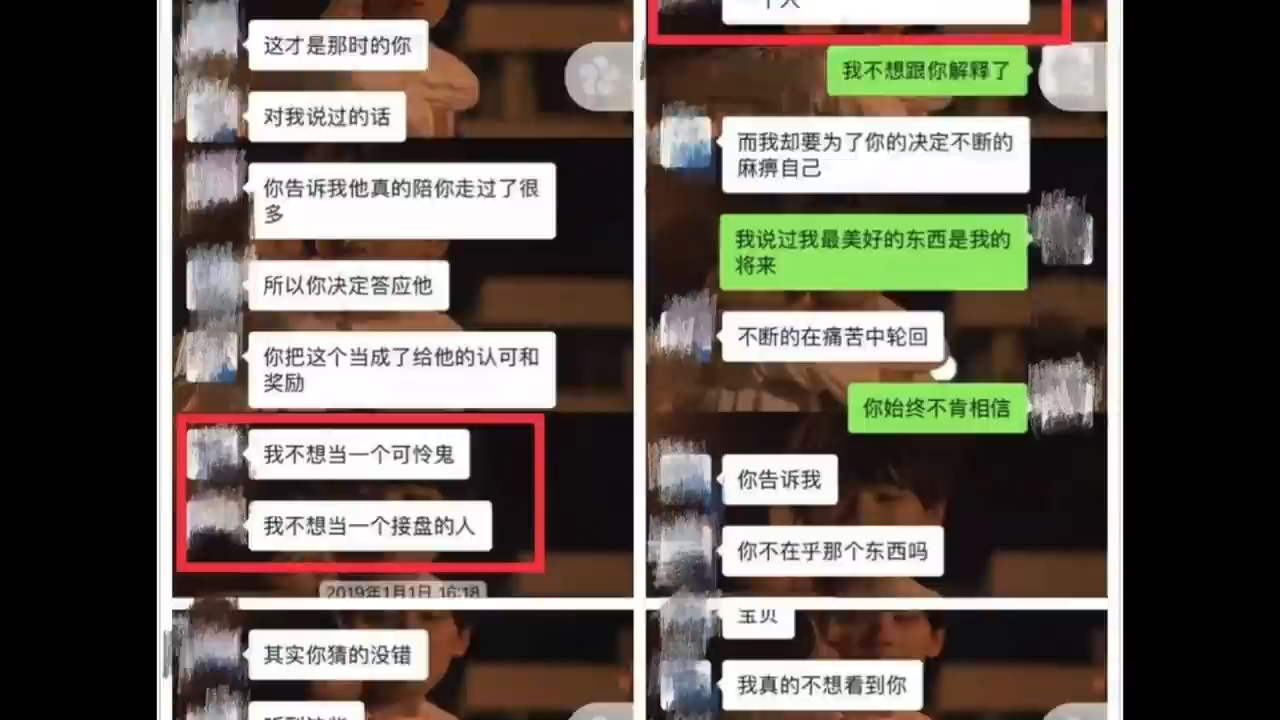 这才是那时的你
对我说过的话
你告诉我他真的陪你走过了很
多
所以你决定答应他
你把这个当成了给他的认可和
奖励
我不想当一个可怜鬼
我不想当一个接盘的人
2019年1月1日 16:18
其实你猜的没错
一个人
我不想跟你解释了
而我却要为了你的决定不断的
麻痹自己
我说过我最美好的东西是我的
将来
不断的在痛苦中轮回
你始终不肯相信
你告诉我
你不在乎那个东西吗
宝贝
我真的不想看到你